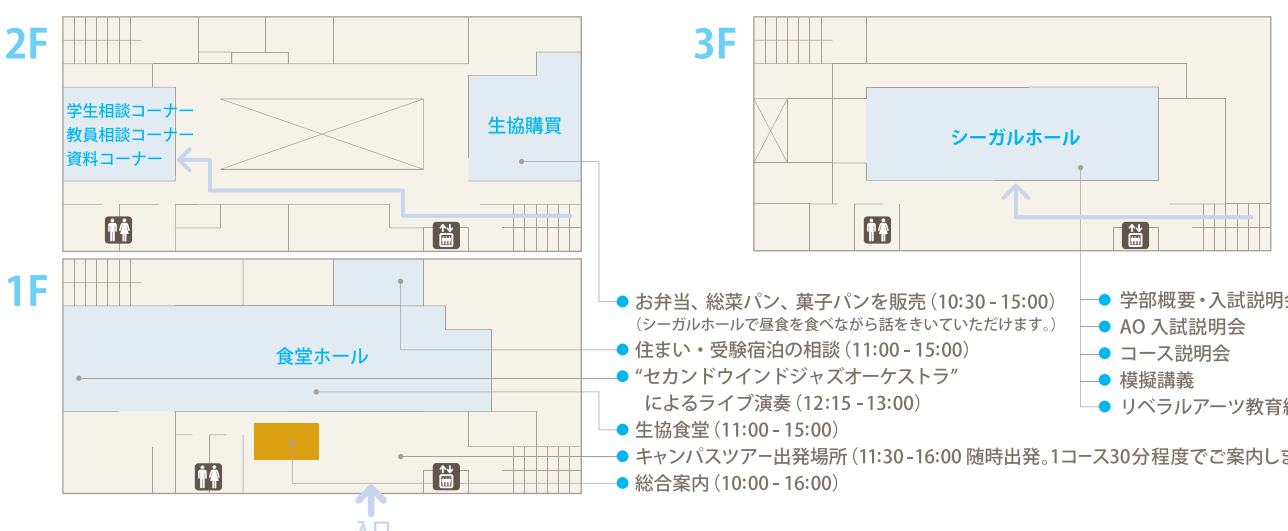 2F
学生相談コーナー
教員相談コーナー
資料コーナー
生協購買
3F
シーガルホール
1F
食堂ホール
入口
お弁当、総菜パン、菓子パンを販売（10:30 - 15:00）
（シーガルホールで昼食を食べながら話をきいていただけます。）
住まい・受験宿泊の相談（11:00 - 15:00）
“セカンドウインドジャズオーケストラ”
によるライブ演奏（12:15 - 13:00）
生協食堂（11:00 - 15:00）
キャンパスツアー出発場所（11:30 - 16:00 随時出発。1コース30分程度でご案内しま
総合案内（10:00 - 16:00）
学部概要・入試説明会
AO 入試説明会
コース説明会
模擬講義
リベラルアーツ教育